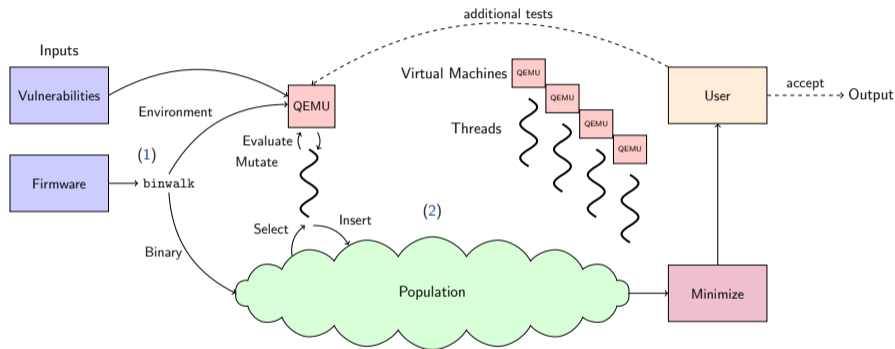 additional tests
Inputs
Vulnerabilities
QEMU
Virtual Machines
QEMU
QEMU
QEMU
QEMU
User
accept
Output
Environment
Threads
Evaluate
Mutate
(1)
Firmware
binwalk
Select
Insert
(2)
Binary
Population
Minimize